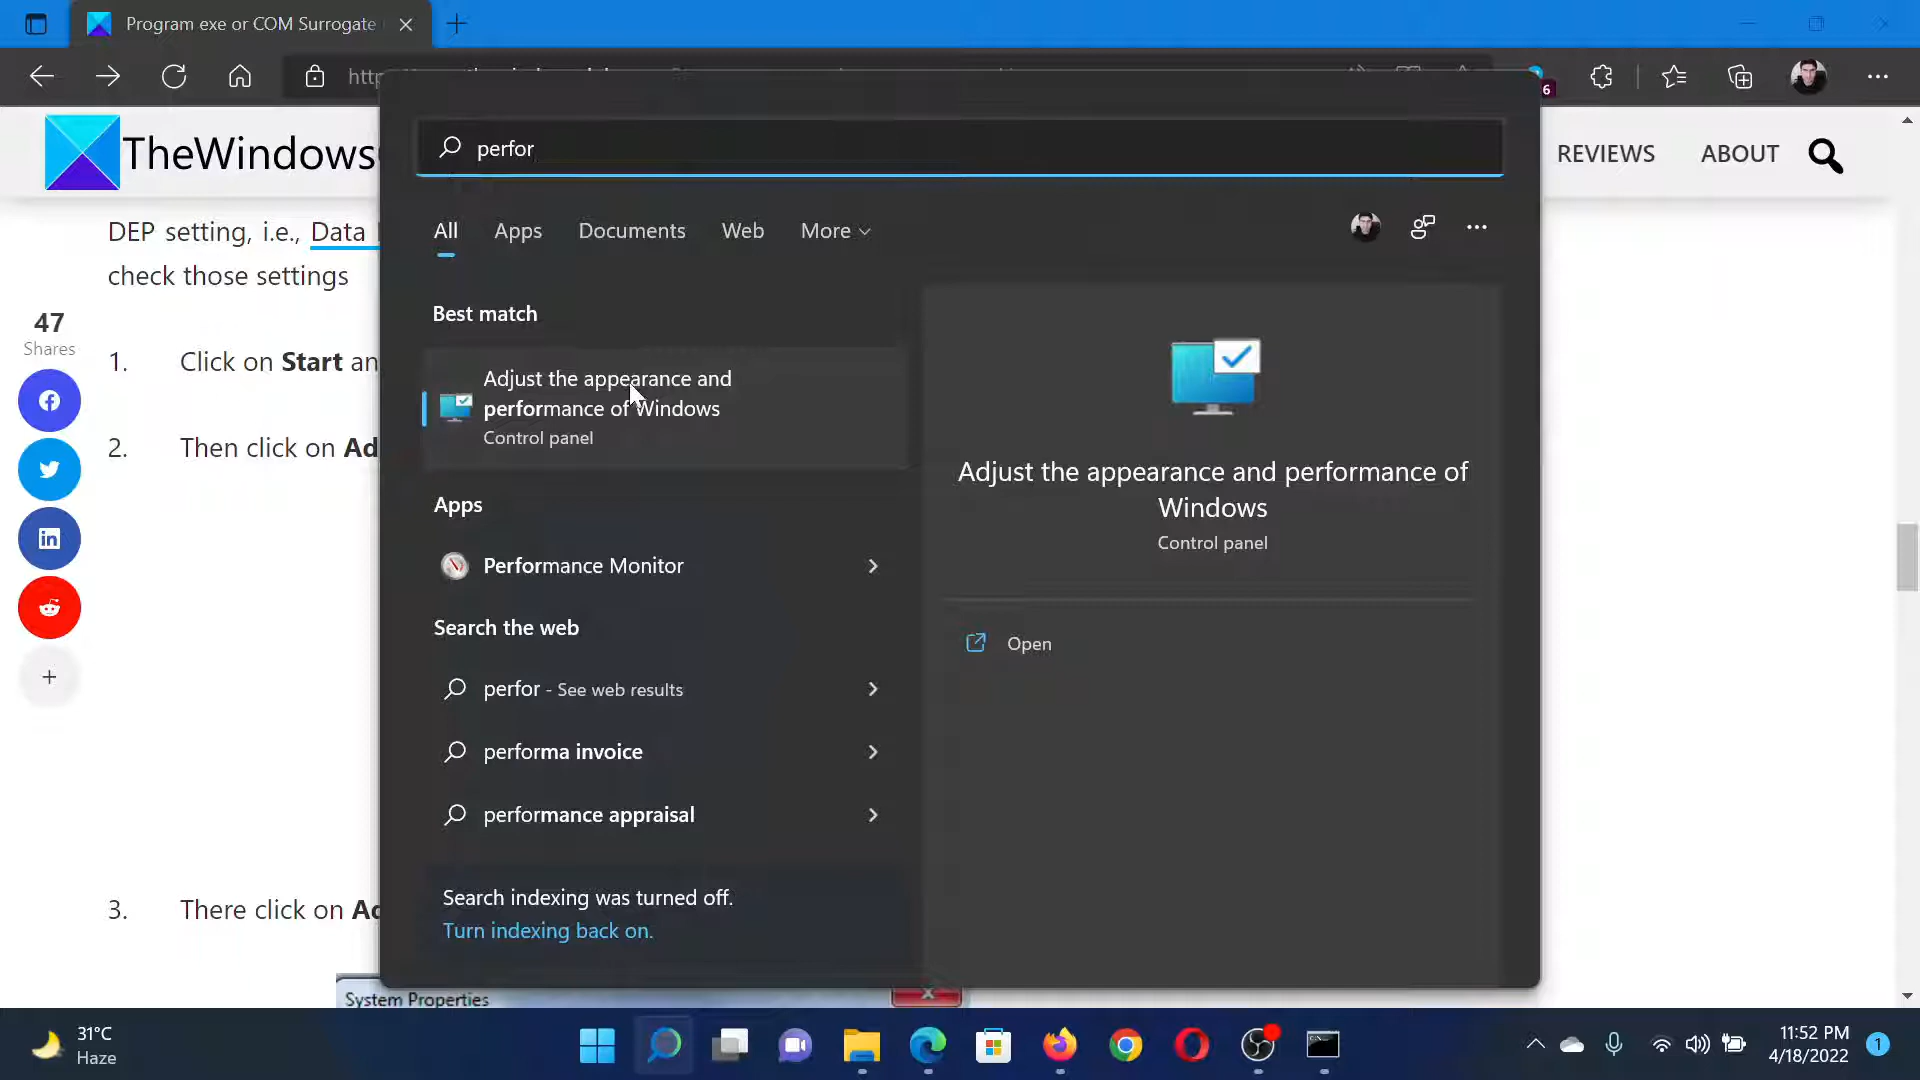 Program exe or COM Surrogate
http
6
TheWindows
REVIEWS
ABOUT
perfor
All
Apps
Documents
Web
More
DEP setting, i.e., Data
check those settings
47
Shares
1. Click on Start an
2. Then click on Ad
3. There click on Ad
Best match
Adjust the appearance and
performance of Windows
Control panel
Apps
Performance Monitor
Search the web
perfor - See web results
performa invoice
performance appraisal
Search indexing was turned off.
Turn indexing back on.
Adjust the appearance and performance of
Windows
Control panel
Open
System Properties
31°C
Haze
11:52 PM
4/18/2022
1